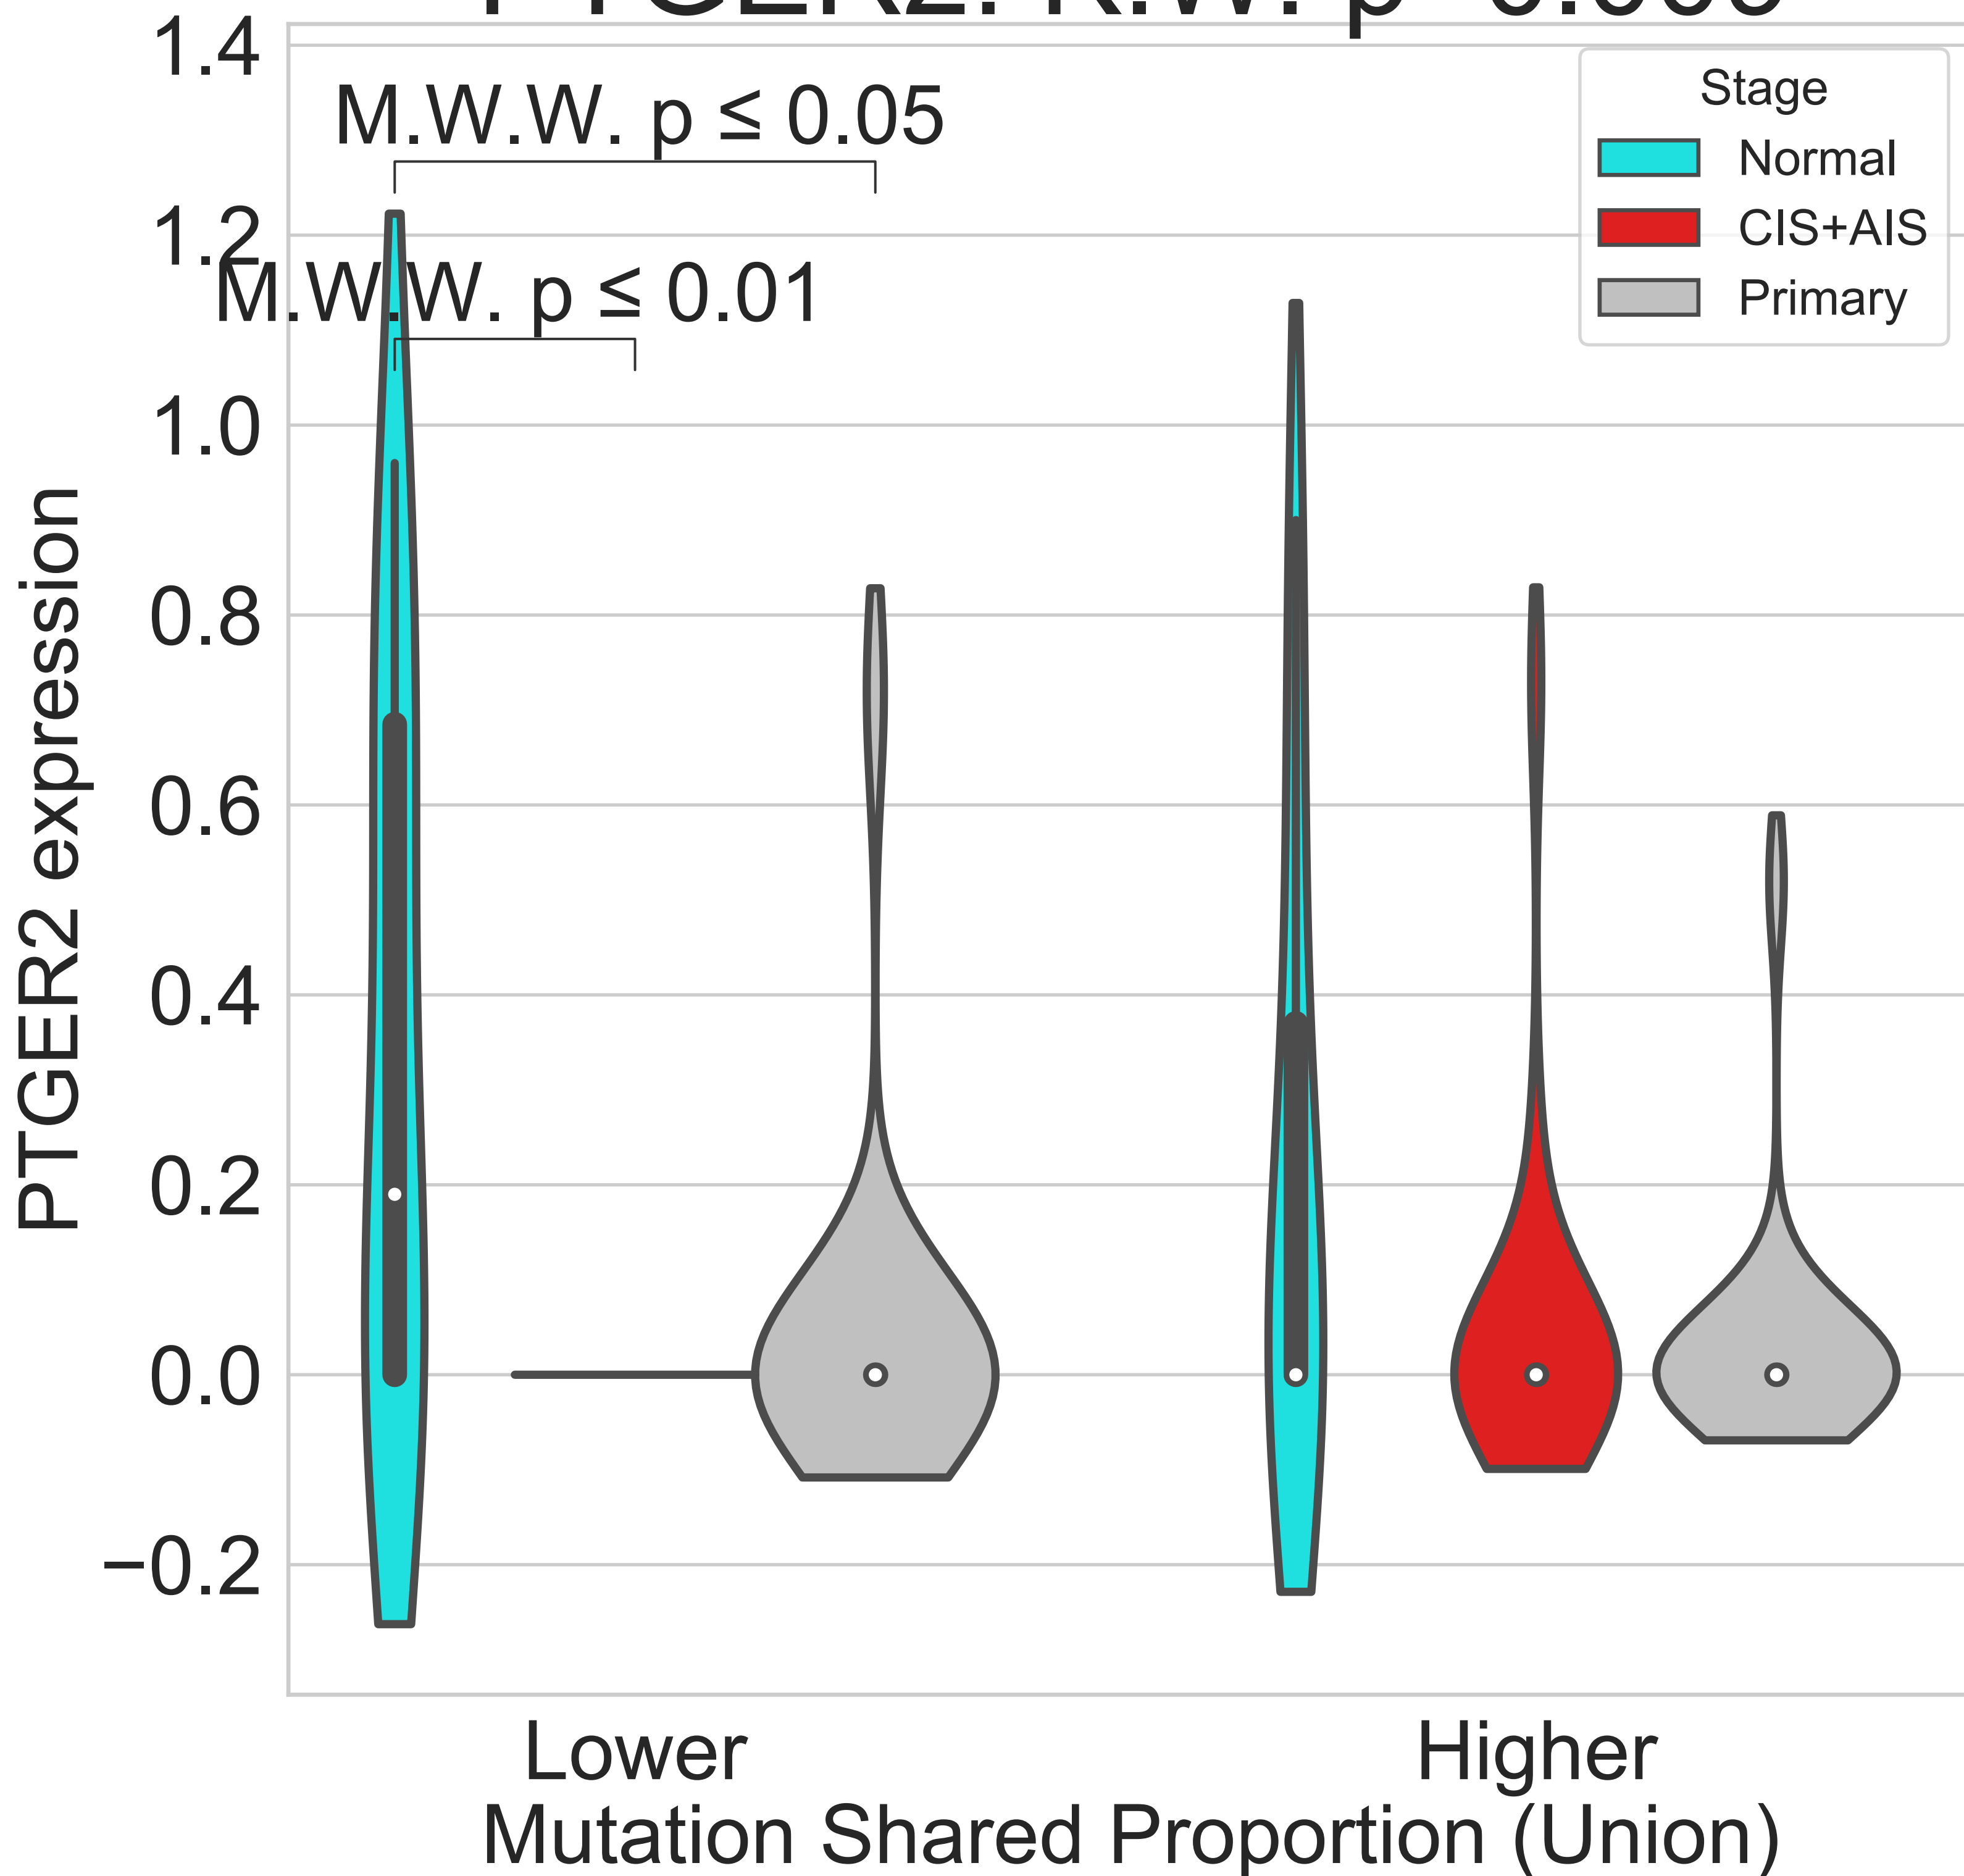 PTGER2: K.W. p
M.W.W. p ≤ 0.05
M.W.W. p ≤ 0.01
Stage
Normal
CIS+AIS
Primary
PTGER2 expression
1.4
1.2
1.0
0.8
0.6
0.4
0.2
0.0
−0.2
Lower
Higher
Mutation Shared Proportion (Union)